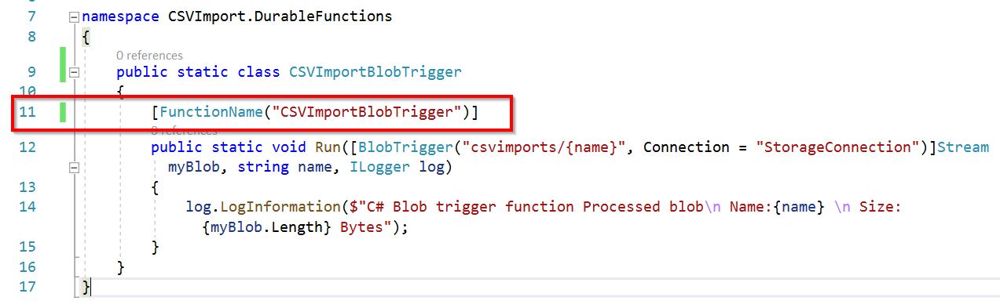 7 namespace CSVImport.DurableFunctions
8 {
0 references
9 public static class CSVImportBlobTrigger
10 {
11 [FunctionName("CSVImportBlobTrigger")]
0 references
12 public static void Run([BlobTrigger("csvimports/{name}", Connection = "StorageConnection")]Stream
myBlob, string name, ILogger log)
13 {
14 log.LogInformation($"C# Blob trigger function Processed blob\n Name:{name} \n Size:
{myBlob.Length} Bytes");
15 }
16 }
17 }